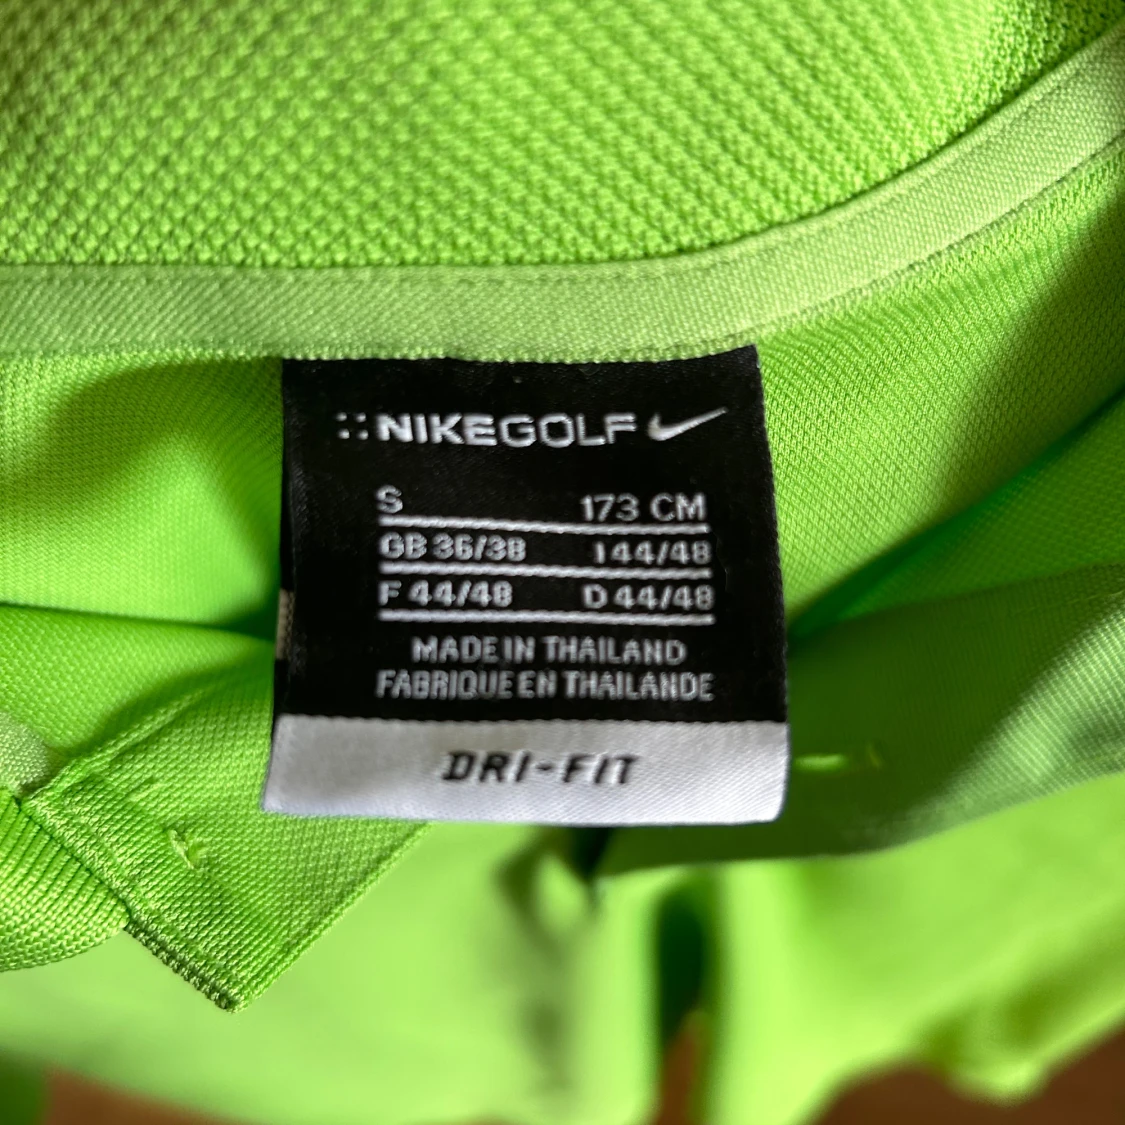 NIKEGOLF
S 173 CM
GB 36/38 I 44/48
F 44/48 D 44/48
MADE IN THAILAND
FABRIQUE EN THAILANDE
DRI-FIT